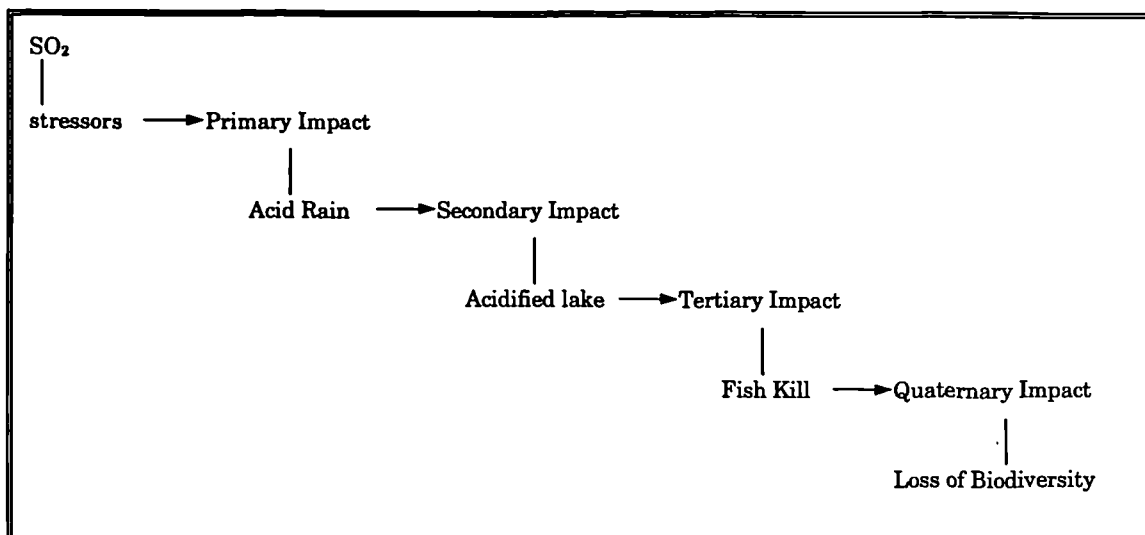 SO₂
stressors Primary Impact
Acid Rain Secondary Impact
Acidified lake Tertiary Impact
Fish Kill Quaternary Impact
Loss of Biodiversity